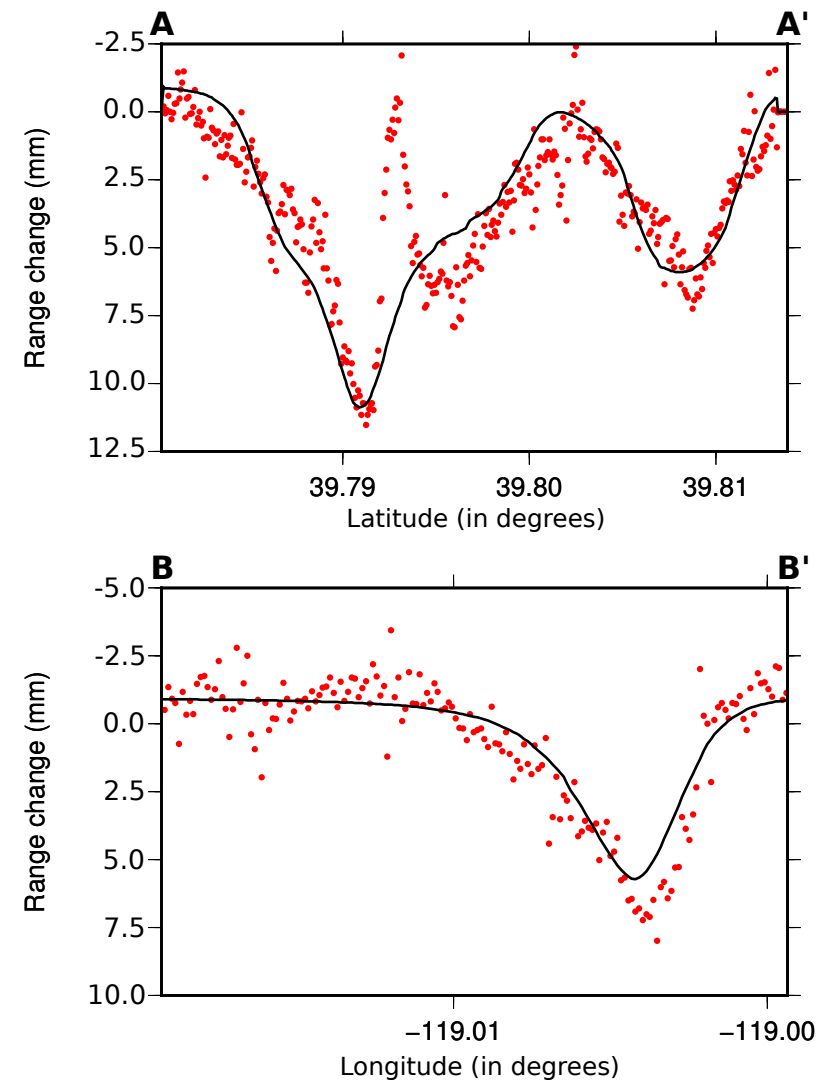 A A'
-2.5
0.0
2.5
5.0
7.5
10.0
12.5
Range change (mm)
39.79 39.80 39.81
Latitude (in degrees)
B B'
-5.0
-2.5
0.0
2.5
5.0
7.5
10.0
Range change (mm)
−119.01 −119.00
Longitude (in degrees)